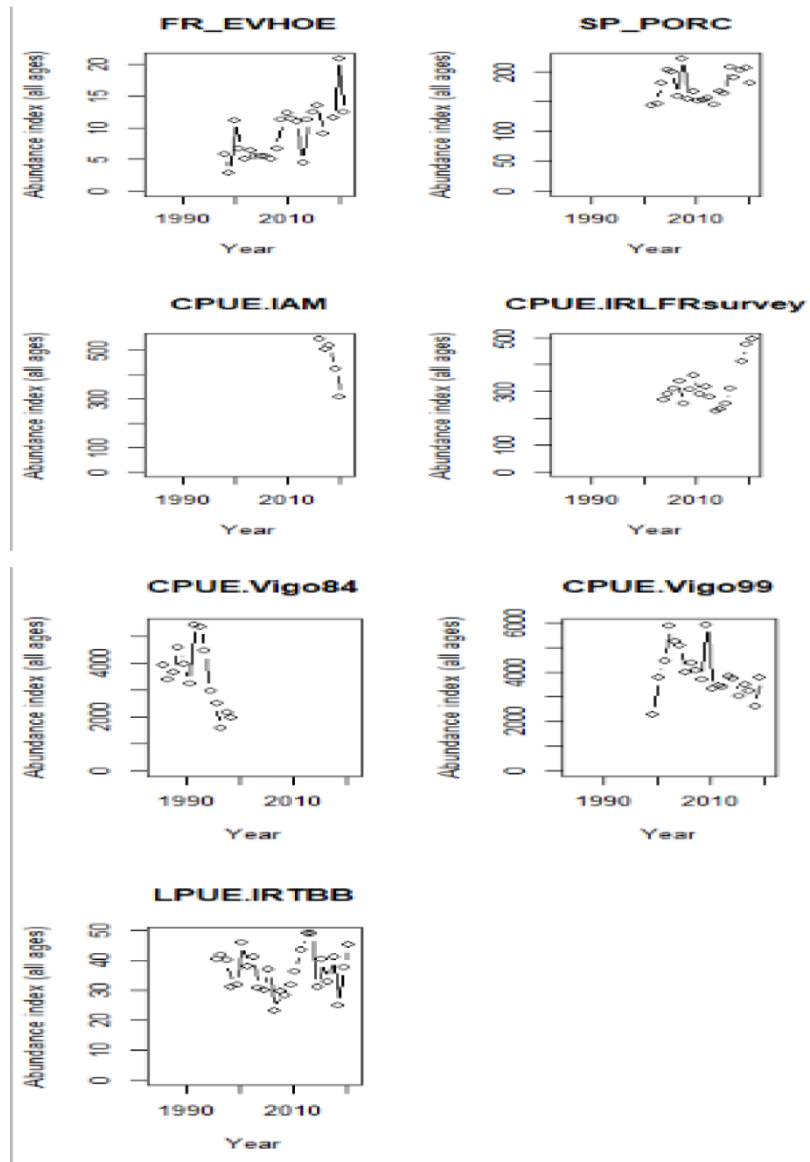 FR_EVHOE
Abundance index (all ages)
0 5 10 15 20
1990 2010
Year
SP_PORC
Abundance index (all ages)
0 50 100 200
1990 2010
Year
CPUE.IAM
Abundance index (all ages)
0 100 300 500
1990 2010
Year
CPUE.IRLFRsurvey
Abundance index (all ages)
0 100 300 500
1990 2010
Year
CPUE.Vigo84
Abundance index (all ages)
0 2000 4000
1990 2010
Year
CPUE.Vigo99
Abundance index (all ages)
0 2000 4000 6000
1990 2010
Year
LPUE.IRTBB
Abundance index (all ages)
0 10 20 30 40 50
1990 2010
Year